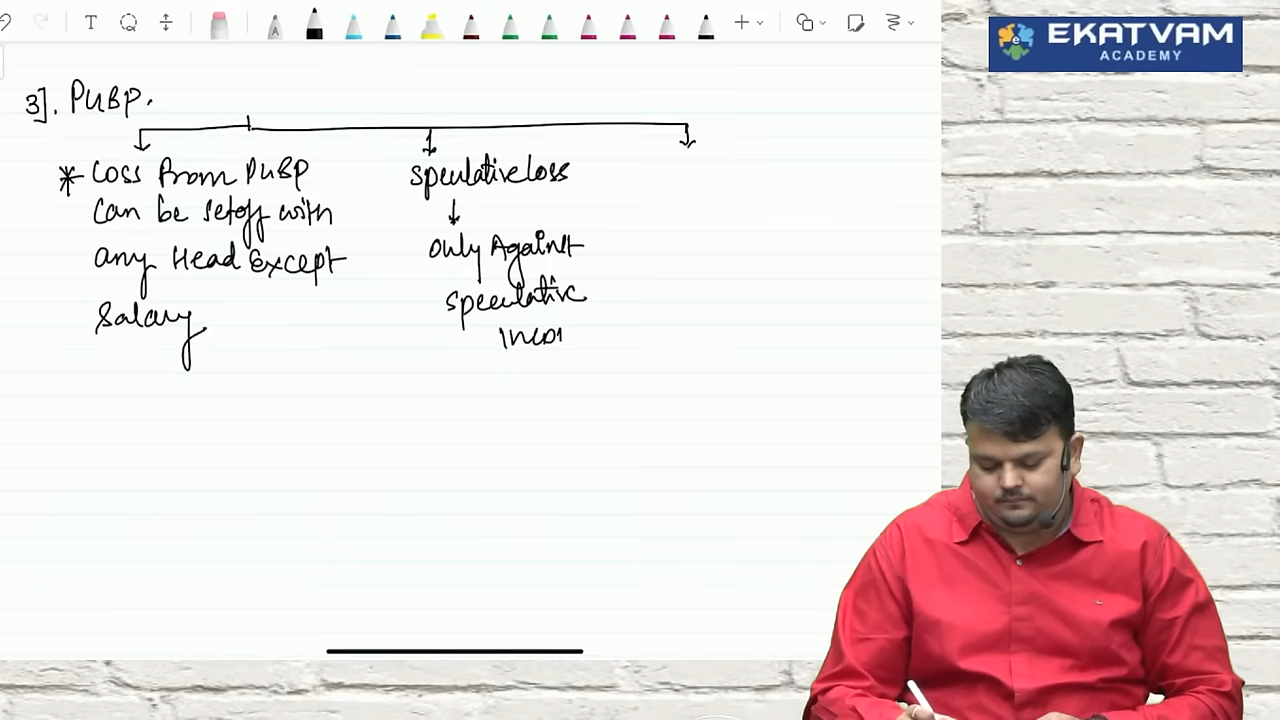 EKATVAM
ACADEMY
3]. PUBP.
* Loss From PUBP
can be setoff with
any Head Except
Salary
speculative Loss
only Against
speculative
Inco